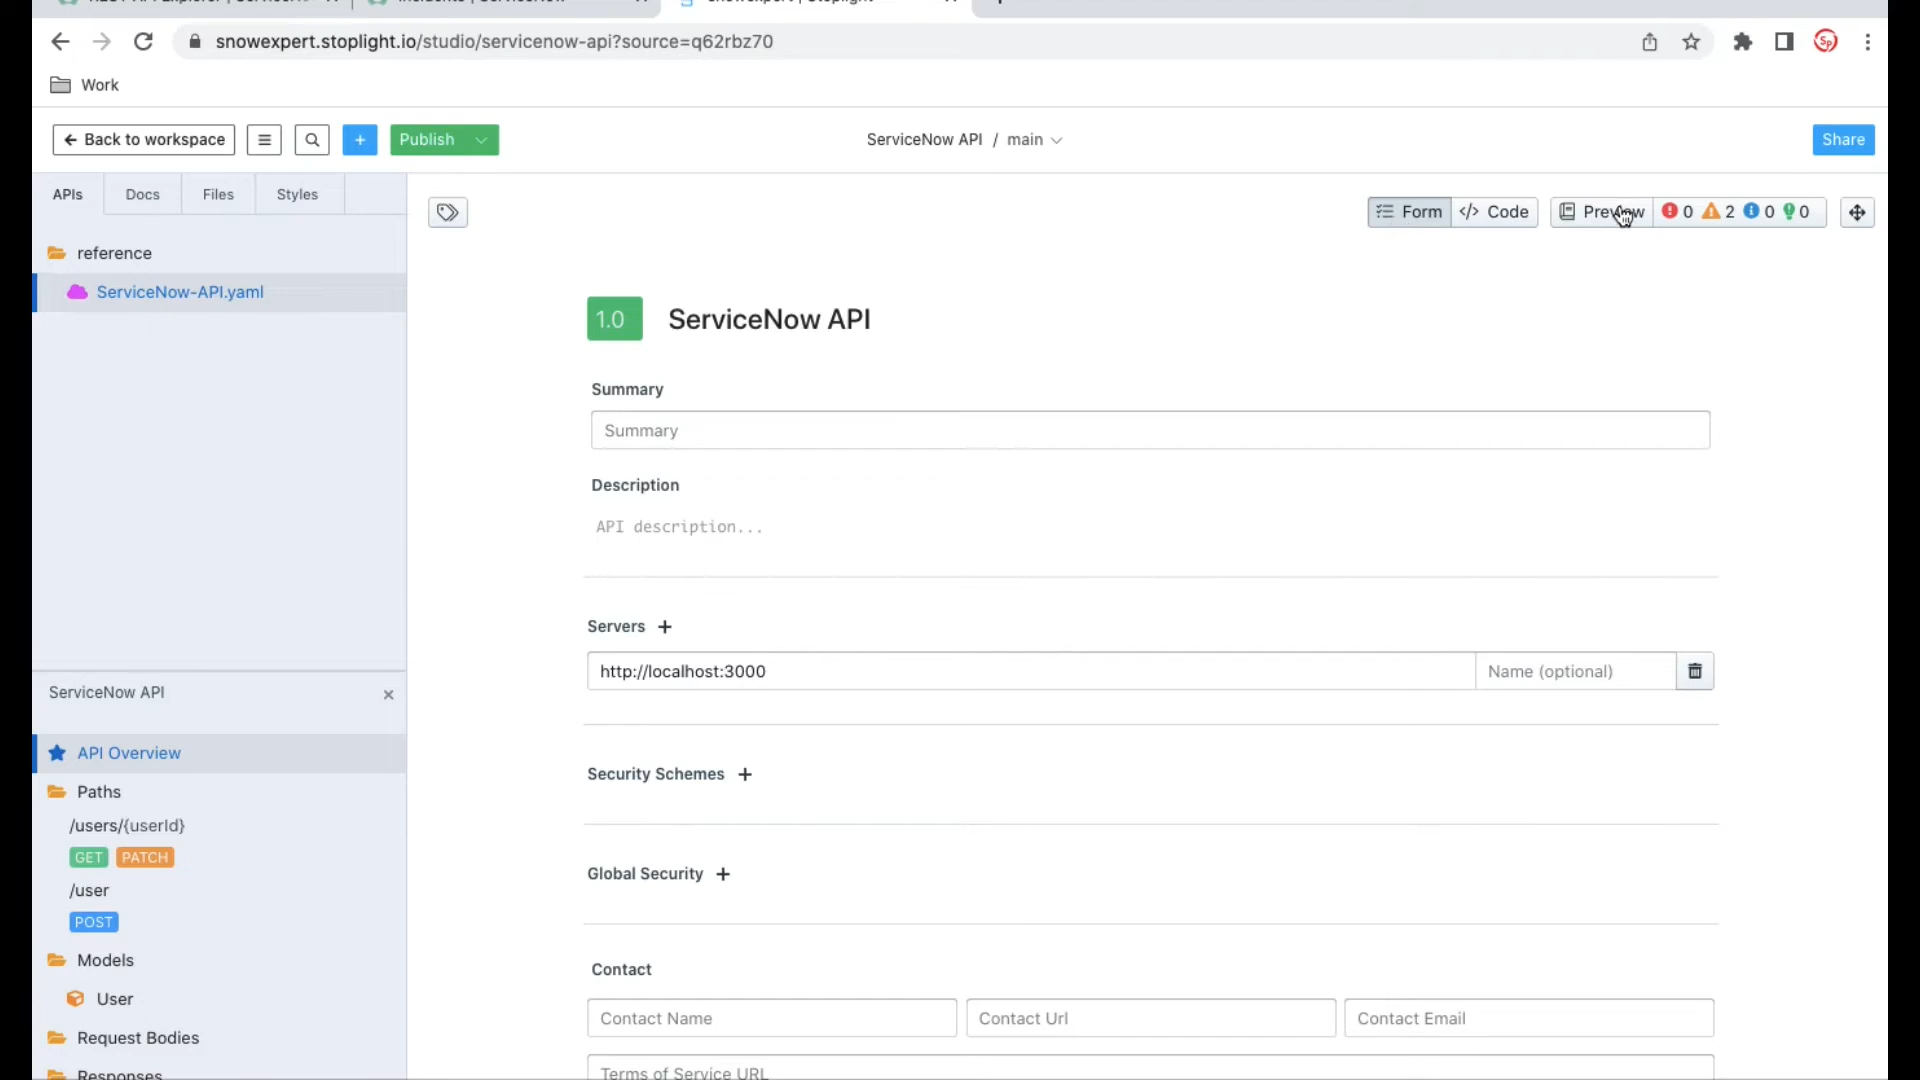 snowexpert.stoplight.io/studio/servicenow-api?source=q62rbz70
Work
Back to workspace
Publish
ServiceNow API / main
Share
APIs
Docs
Files
Styles
Form
</> Code
Preview
0
2
0
0
reference
ServiceNow-API.yaml
1.0
ServiceNow API
Summary
Summary
Description
API description...
Servers +
http://localhost:3000
Name (optional)
Security Schemes +
Global Security +
Contact
Contact Name
Contact Url
Contact Email
Terms of Service URL
ServiceNow API
API Overview
Paths
/users/{userId}
GET PATCH
/user
POST
Models
User
Request Bodies
Responses